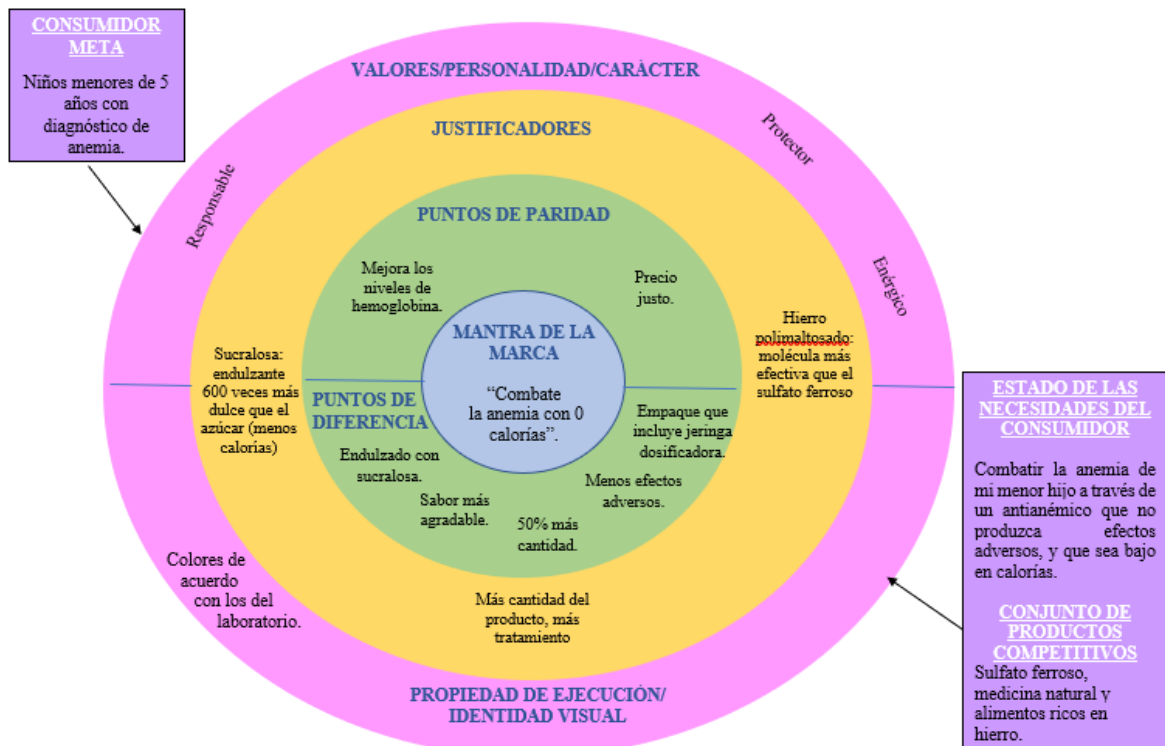 CONSUMIDOR
META
Niños menores de 5
años con
diagnóstico de
anemia.
VALORES/PERSONALIDAD/CARÀCTER
Responsable
Protector
Enérgico
JUSTIFICADORES
PUNTOS DE PARIDAD
Mejora los
niveles de
hemoglobina.
Precio
justo.
MANTRA DE LA
MARCA
“Combate
la anemia con 0
calorías”.
Sucralosa:
endulzante
600 veces más
dulce que el
azúcar (menos
calorías)
Hierro
polimaltosado:
molécula más
efectiva que el
sulfato ferroso
PUNTOS DE
DIFERENCIA
Endulzado con
sucralosa.
Sabor más
agradable.
50% más
cantidad.
Menos efectos
adversos.
Empaque que
incluye jeringa
dosificadora.
Colores de
acuerdo
con los del
laboratorio.
Más cantidad del
producto, más
tratamiento
PROPIEDAD DE EJECUCIÓN/
IDENTIDAD VISUAL
ESTADO DE LAS
NECESIDADES DEL
CONSUMIDOR
Combatir la anemia de
mi menor hijo a través de
un antianémico que no
produzca efectos
adversos, y que sea bajo
en calorías.
CONJUNTO DE
PRODUCTOS
COMPETITIVOS
Sulfato ferroso,
medicina natural y
alimentos ricos en
hierro.